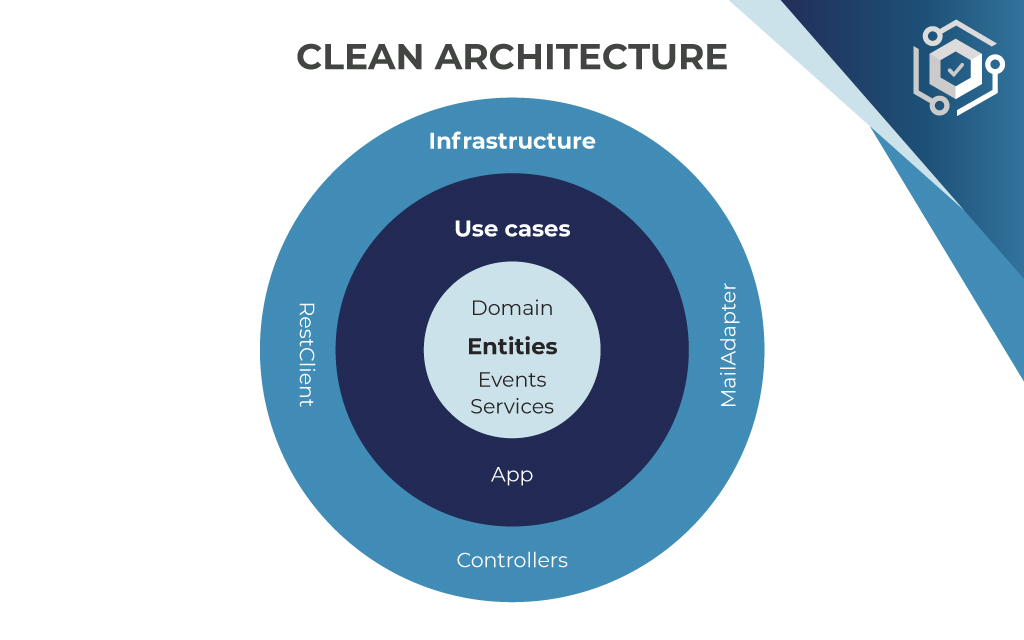 CLEAN ARCHITECTURE
Infrastructure
Use cases
Domain
Entities
Events
Services
RestClient
MailAdapter
App
Controllers